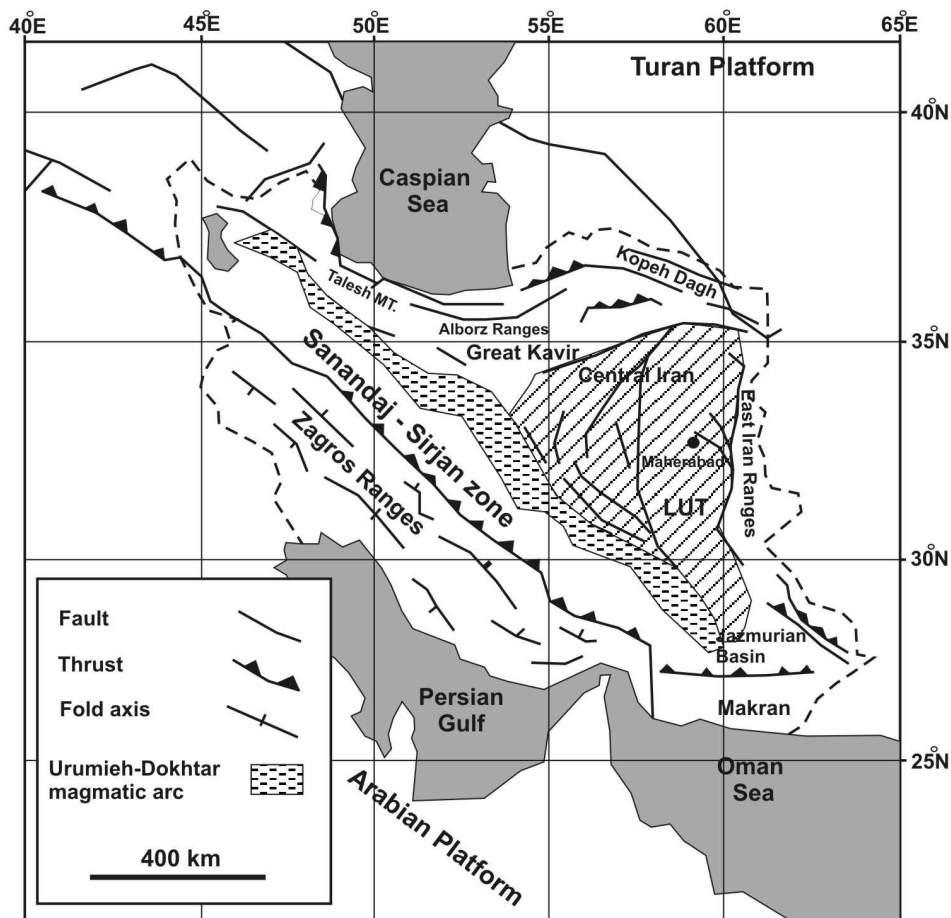 40°
45°
50°
55°
60°
65E
Turan Platform
40°N
Caspian
Sea
Kopeh Dagh
Talesh MT.
Alborz Ranges
35°N
Great Kavir
Central Iran
Sanandaj - Sirjan zone
East Iran Ranges
Maherabad
Zagros Ranges
LUT
30°N
Fault
Thrust
Fold axis
Urumieh-Dokhtar
magmatic arc
400 km
Jazmurian
Basin
Makran
Persian
Gulf
25N
Oman
Sea
Arabian Platform